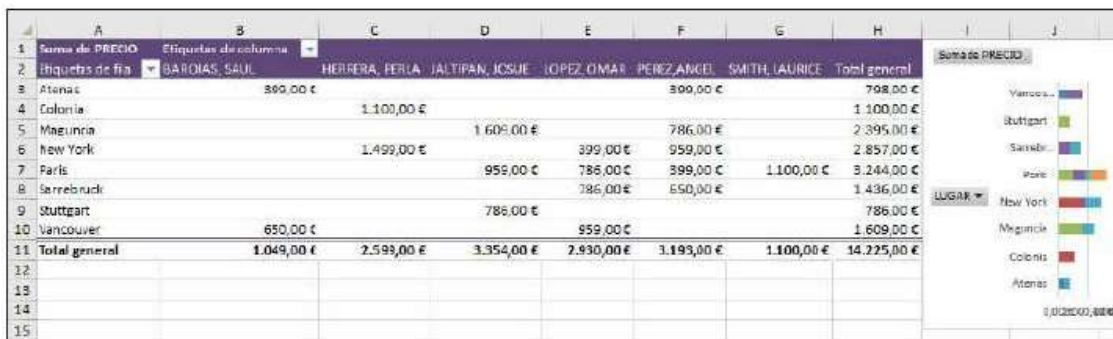 A B C D E F G H I J
1 Suma de PRECIO Etiquetas de columna
2 Etiquetas de fila BAROJAS, SAUL HERRERA, PERLA JALTIPAN, JOSUE LOPEZ, OMAR PEREZ,ANGEL SMITH, LAURICE Total general
3 Atenas 399,00 € 399,00 € 798,00 €
4 Colonia 1.100,00 € 1.100,00 €
5 Maguncia 1.609,00 € 786,00 € 2.395,00 €
6 New York 1.499,00 € 399,00 € 959,00 € 2.857,00 €
7 Paris 959,00 € 786,00 € 399,00 € 1.100,00 € 3.244,00 €
8 Sarrebruck 786,00 € 650,00 € 1.436,00 €
9 Stuttgart 786,00 € 786,00 €
10 Vancouver 650,00 € 959,00 € 1.609,00 €
11 Total general 1.049,00 € 2.599,00 € 3.354,00 € 2.930,00 € 3.193,00 € 1.100,00 € 14.225,00 €
12
13
14
15
Suma de PRECIO
Vancou...
Stuttgart
Sarrebr...
Paris
LUGAR
New York
Maguncia
Colonia
Atenas